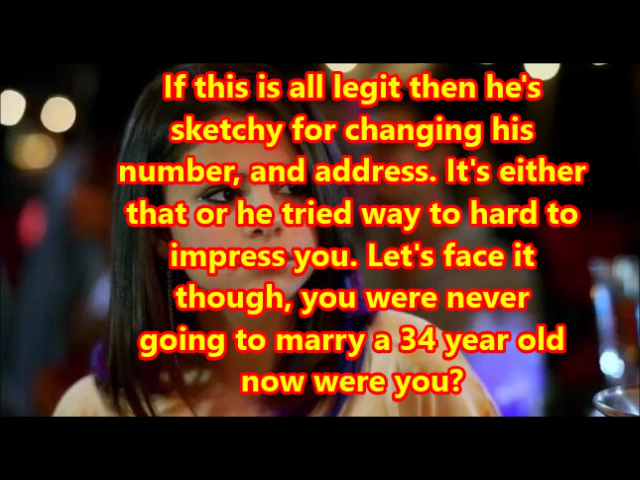 If this is all legit then he's
sketchy for changing his
number, and address. It's either
that or he tried way to hard to
impress you. Let's face it
though, you were never
going to marry a 34 year old
now were you?